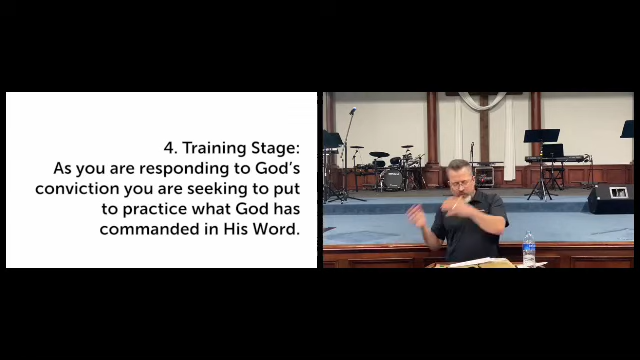 4. Training Stage:
As you are responding to God's
conviction you are seeking to put
to practice what God has
commanded in His Word.